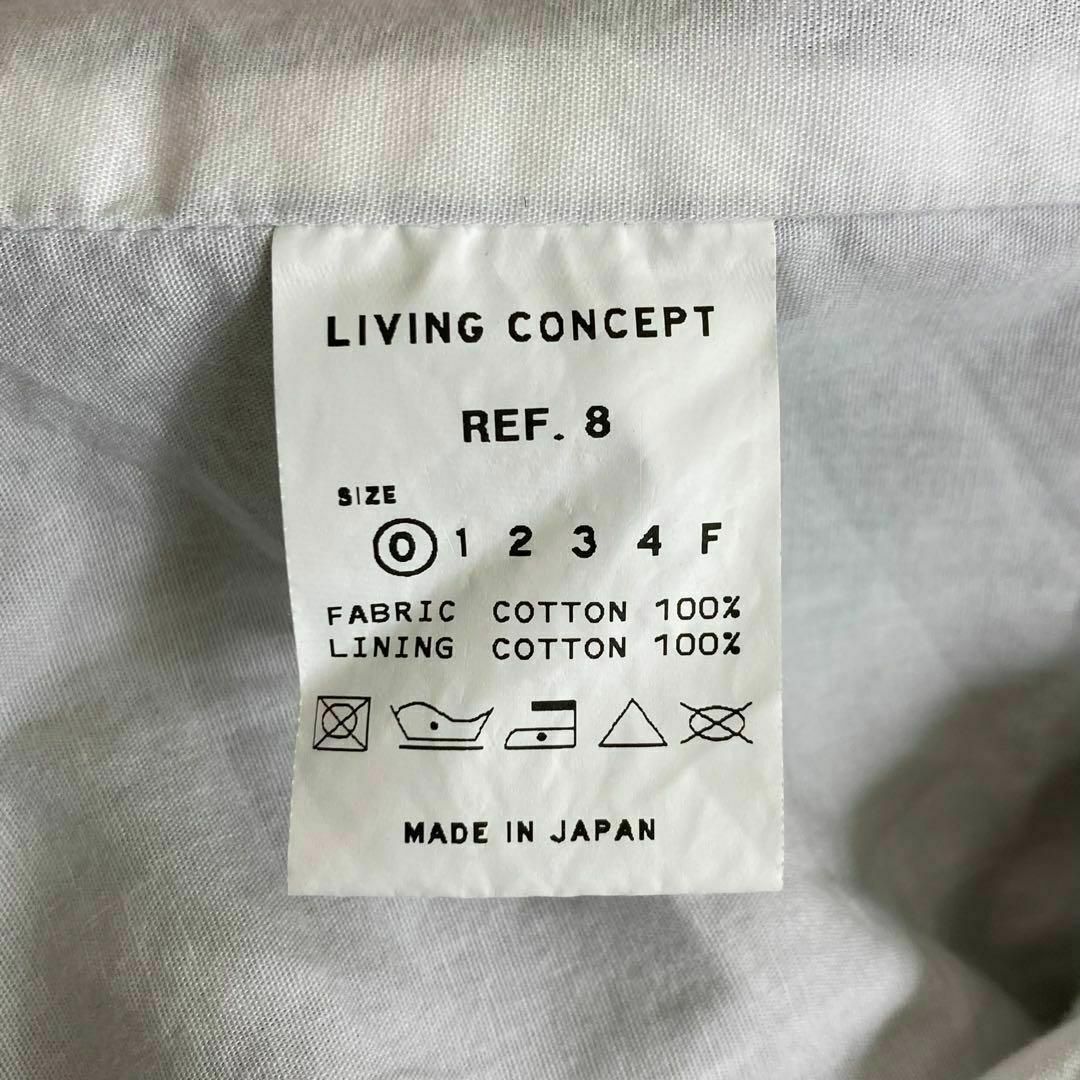 LIVING CONCEPT
REF. 8
SIZE
0 1 2 3 4 F
FABRIC COTTON 100%
LINING COTTON 100%
MADE IN JAPAN